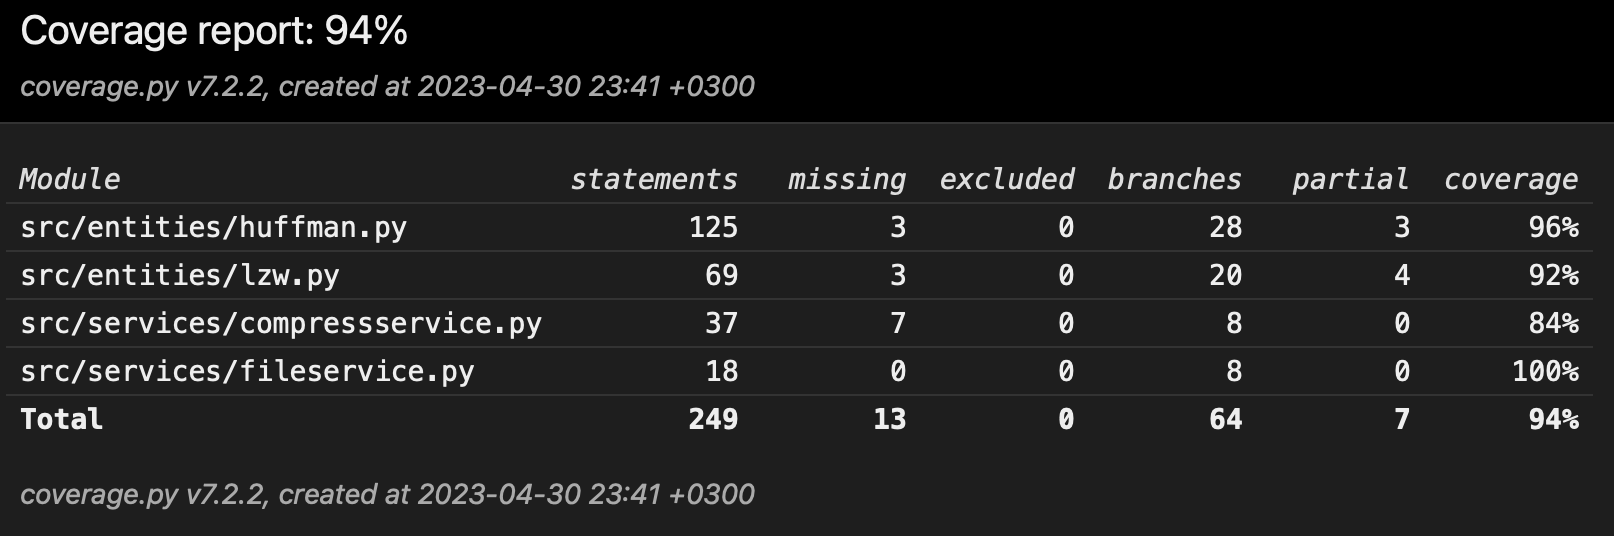 Coverage report: 94%
coverage.py v7.2.2, created at 2023-04-30 23:41 +0300
Module statements missing excluded branches partial coverage
src/entities/huffman.py 125 3 0 28 3 96%
src/entities/lzw.py 69 3 0 20 4 92%
src/services/compressservice.py 37 7 0 8 0 84%
src/services/fileservice.py 18 0 0 8 0 100%
Total 249 13 0 64 7 94%
coverage.py v7.2.2, created at 2023-04-30 23:41 +0300